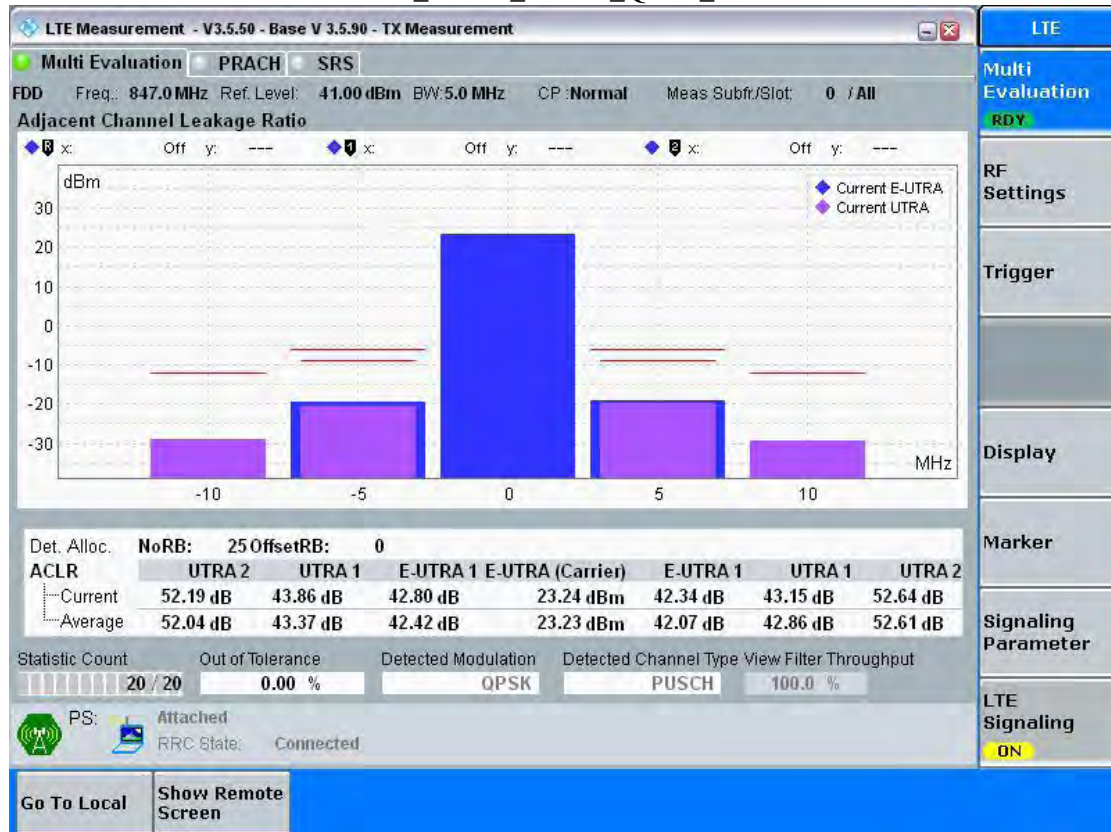 LTE Measurement - V3.5.50 - Base V 3.5.90 - TX Measurement
LTE
Multi Evaluation PRACH SRS
FDD Freq.: 847.0 MHz Ref. Level: 41.00 dBm BW: 5.0 MHz CP : Normal Meas Subfr./Slot: 0 / All
Adjacent Channel Leakage Ratio
R x: Off y: --- 1 x: Off y: --- 2 x: Off y: ---
dBm
Current E-UTRA
Current UTRA
30
20
10
0
-10
-20
-30
MHz
-10 -5 0 5 10
Det. Alloc. NoRB: 25 OffsetRB: 0
ACLR UTRA 2 UTRA 1 E-UTRA 1 E-UTRA (Carrier) E-UTRA 1 UTRA 1 UTRA 2
Current 52.19 dB 43.86 dB 42.80 dB 23.24 dBm 42.34 dB 43.15 dB 52.64 dB
Average 52.04 dB 43.37 dB 42.42 dB 23.23 dBm 42.07 dB 42.86 dB 52.61 dB
Statistic Count Out of Tolerance Detected Modulation Detected Channel Type View Filter Throughput
20 / 20 0.00 % QPSK PUSCH 100.0 %
PS: Attached
RRC State: Connected
Multi
Evaluation
RDY
RF
Settings
Trigger
Display
Marker
Signaling
Parameter
LTE
Signaling
ON
Go To Local
Show Remote
Screen